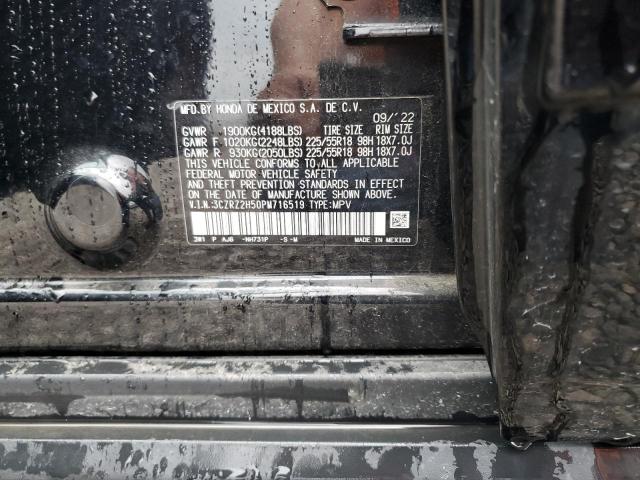 MFD.BY HONDA DE MEXICO S.A. DE C.V.
09/'22
GVWR 1900KG(4188LBS) TIRE SIZE RIM SIZE
GAWR F 1020KG(2248LBS) 225/55R18 98H 18X7.0J
GAWR R 930KG(2050LBS) 225/55R18 98H 18X7.0J
THIS VEHICLE CONFORMS TO ALL APPLICABLE
FEDERAL MOTOR VEHICLE SAFETY STANDARDS IN EFFECT
ON THE DATE OF MANUFACTURE SHOWN ABOVE.
V.I.N.:3CZRZ2H50PM716519 TYPE:MPV
3W1 P AJ6 -NH731P -S -M MADE IN MEXICO